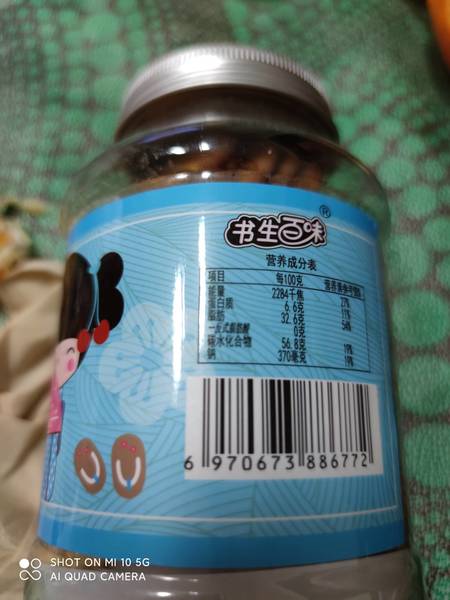 书生百味®
营养成分表
项目 每100克 营养素参考值%
能量 2284千焦 27%
蛋白质 6.6克 11%
脂肪 32.6克 54%
—反式脂肪酸 0克
碳水化合物 56.8克 19%
钠 370毫克 19%
6 970673 886772
SHOT ON MI 10 5G
AI QUAD CAMERA